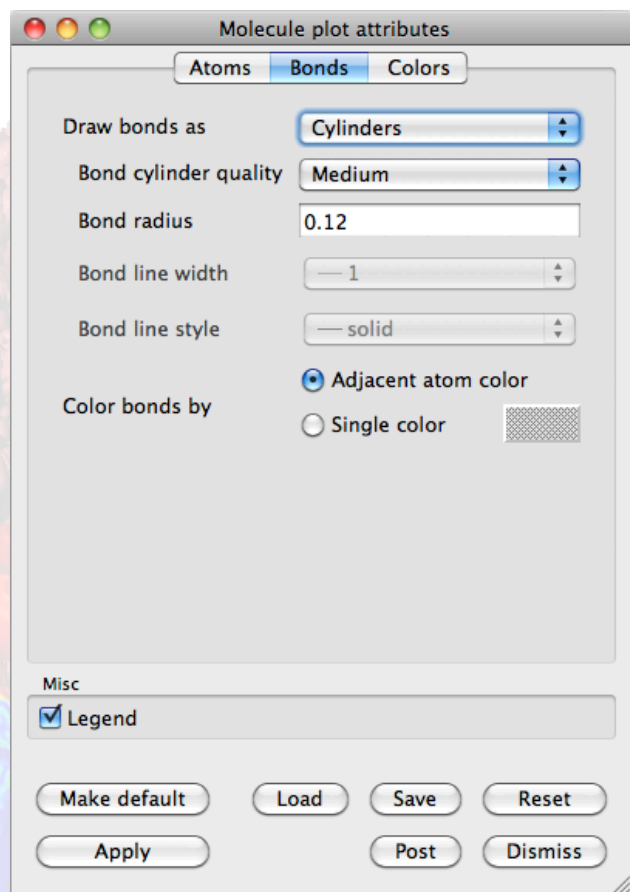 Molecule plot attributes
Atoms Bonds Colors
Draw bonds as Cylinders
Bond cylinder quality Medium
Bond radius 0.12
Bond line width 1
Bond line style solid
Color bonds by
Adjacent atom color
Single color
Misc
Legend
Make default Load Save Reset
Apply Post Dismiss